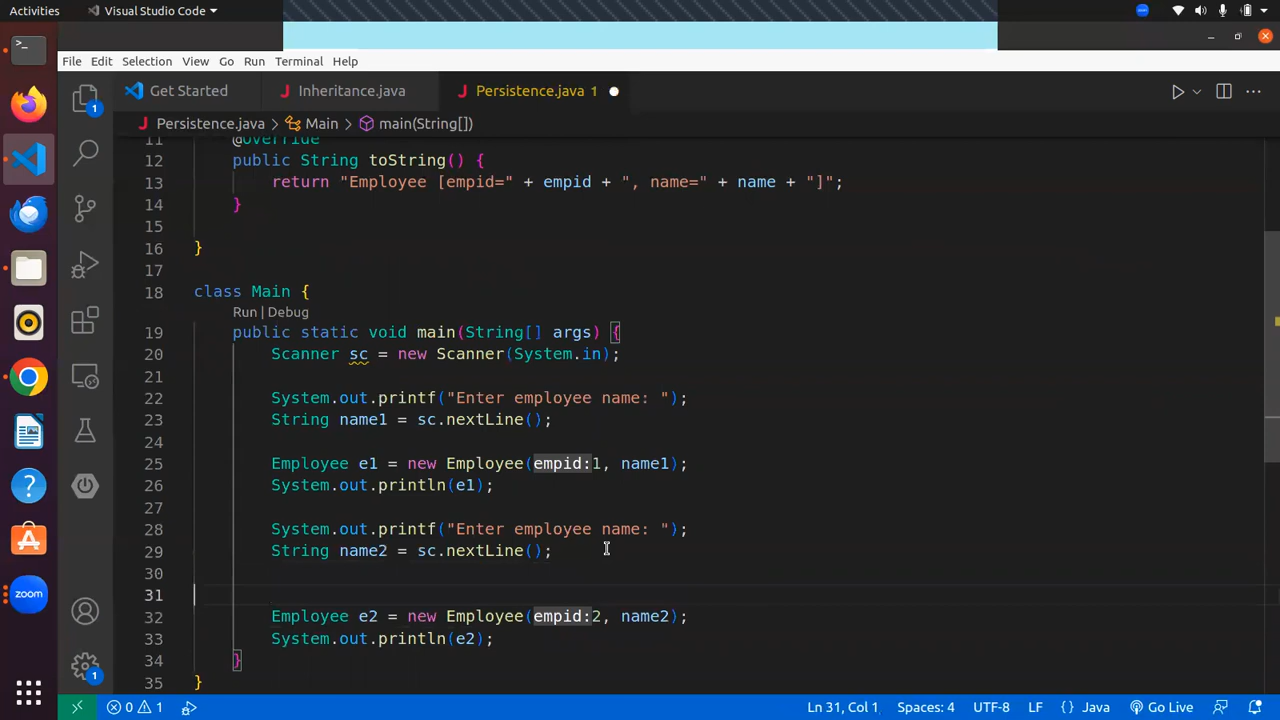 Activities
Visual Studio Code
File Edit Selection View Go Run Terminal Help
Get Started
Inheritance.java
Persistence.java 1
Persistence.java > Main > main(String[])
11 @Override
12 public String toString() {
13 return "Employee [empid=" + empid + ", name=" + name + "]";
14 }
15
16 }
17
18 class Main {
Run | Debug
19 public static void main(String[] args) {
20 Scanner sc = new Scanner(System.in);
21
22 System.out.printf("Enter employee name: ");
23 String name1 = sc.nextLine();
24
25 Employee e1 = new Employee(empid:1, name1);
26 System.out.println(e1);
27
28 System.out.printf("Enter employee name: ");
29 String name2 = sc.nextLine();
30
31
32 Employee e2 = new Employee(empid:2, name2);
33 System.out.println(e2);
34 }
35 }
1
1
zoom
0 1
Ln 31, Col 1 Spaces: 4 UTF-8 LF {} Java Go Live